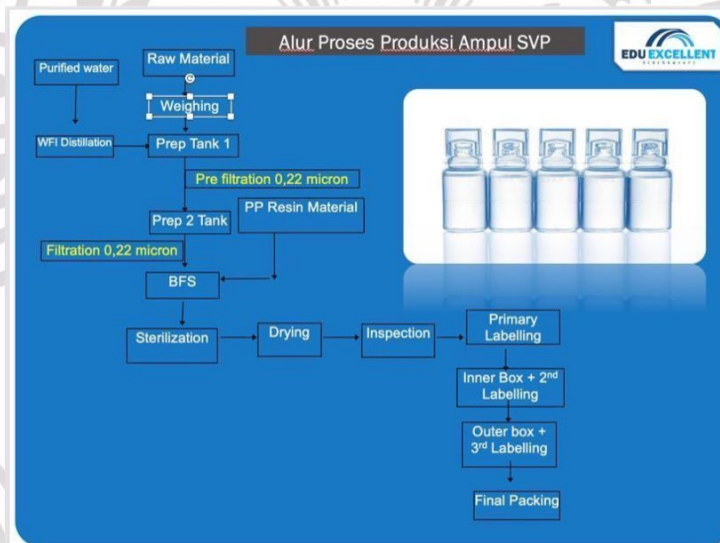 Alur Proses Produksi Ampul SVP
EDU EXCELLENT
Purified water
Raw Material
Weighing
WFI Distillation
Prep Tank 1
Pre filtration 0,22 micron
Prep 2 Tank
PP Resin Material
Filtration 0,22 micron
BFS
Sterilization
Drying
Inspection
Primary
Labelling
Inner Box + 2nd
Labelling
Outer box +
3rd Labelling
Final Packing